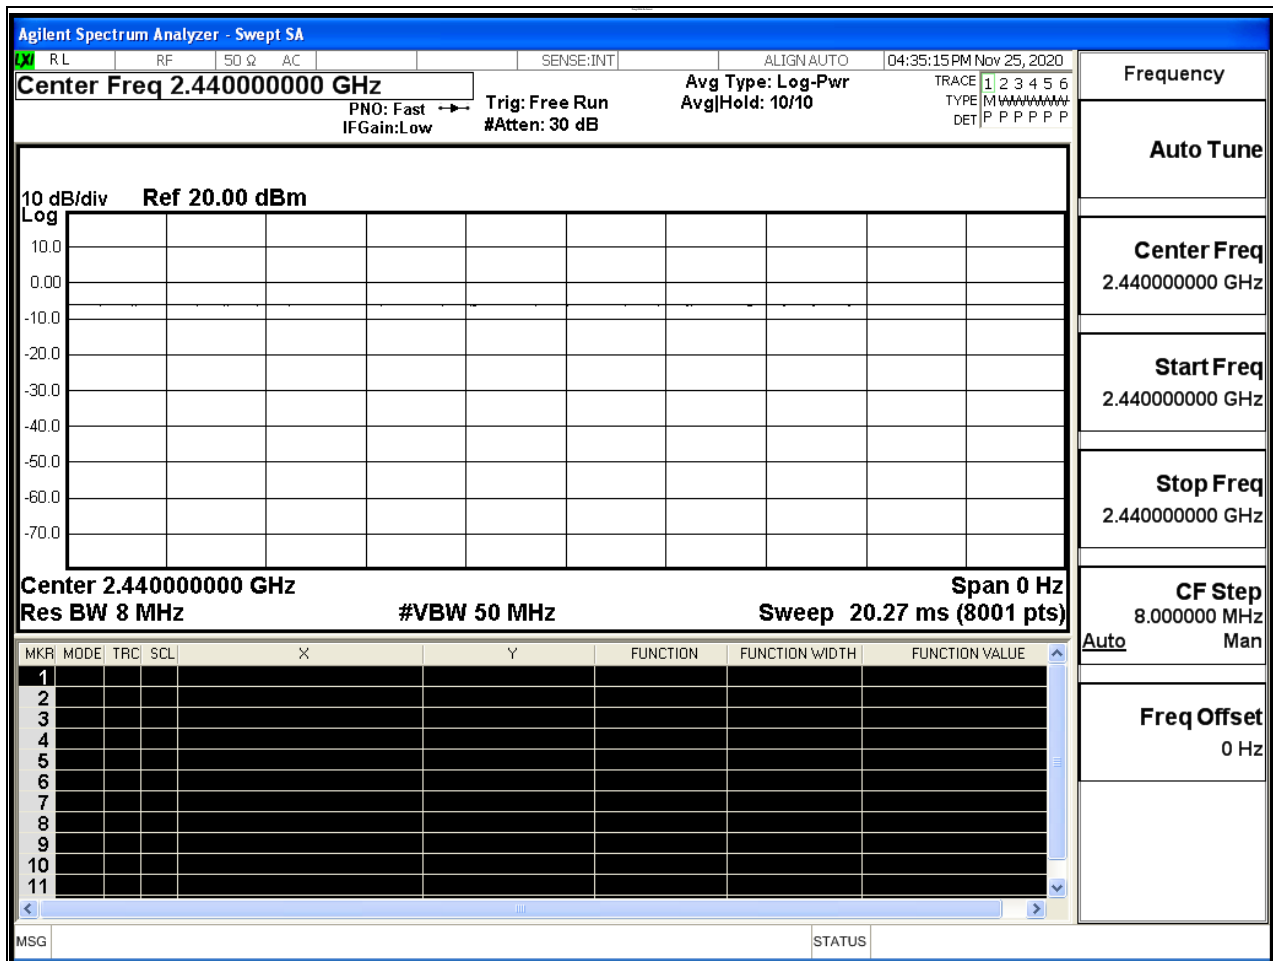 Agilent Spectrum Analyzer - Swept SA
LXI RL RF 50 Ω AC SENSE:INT ALIGNAUTO 04:35:15 PM Nov 25, 2020
Center Freq 2.440000000 GHz
PNO: Fast
IFGain:Low
Trig: Free Run
#Atten: 30 dB
Avg Type: Log-Pwr
Avg|Hold: 10/10
TRACE 1 2 3 4 5 6
TYPE M W W W W W
DET P P P P P P
10 dB/div Ref 20.00 dBm
Log
10.0
0.00
-10.0
-20.0
-30.0
-40.0
-50.0
-60.0
-70.0
Center 2.440000000 GHz Span 0 Hz
Res BW 8 MHz #VBW 50 MHz Sweep 20.27 ms (8001 pts)
MKR MODE TRC SCL X Y FUNCTION FUNCTION WIDTH FUNCTION VALUE
1
2
3
4
5
6
7
8
9
10
11
MSG STATUS
Frequency
Auto Tune
Center Freq
2.440000000 GHz
Start Freq
2.440000000 GHz
Stop Freq
2.440000000 GHz
CF Step
8.000000 MHz
Auto Man
Freq Offset
0 Hz